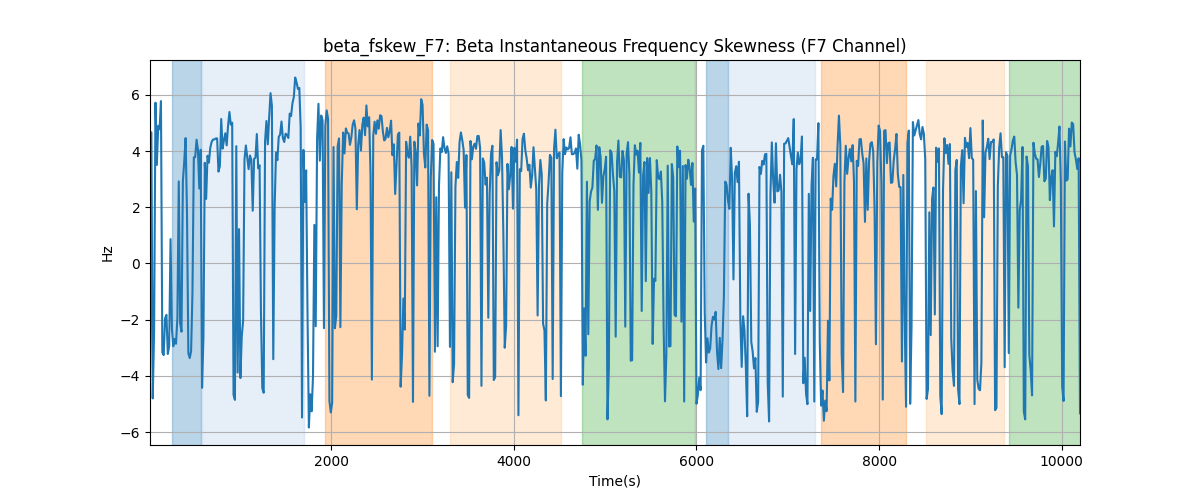 beta_fskew_F7: Beta Instantaneous Frequency Skewness (F7 Channel)
6
4
2
0
−2
−4
−6
Hz
2000 4000 6000 8000 10000
Time(s)